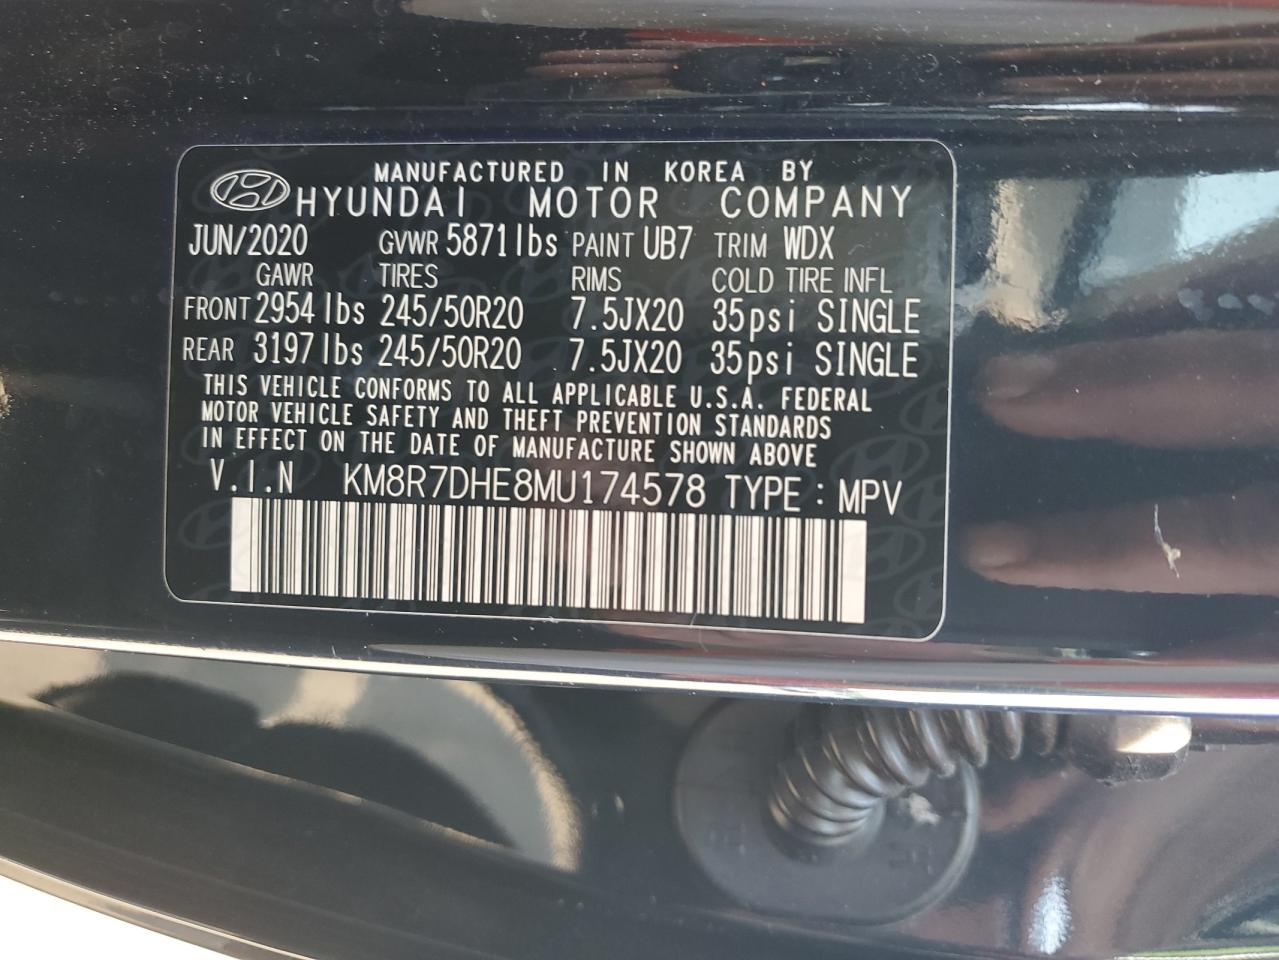 MANUFACTURED IN KOREA BY
HYUNDAI MOTOR COMPANY
JUN/2020 GVWR 5871lbs PAINT UB7 TRIM WDX
GAWR TIRES RIMS COLD TIRE INFL
FRONT 2954lbs 245/50R20 7.5JX20 35psi SINGLE
REAR 3197lbs 245/50R20 7.5JX20 35psi SINGLE
THIS VEHICLE CONFORMS TO ALL APPLICABLE U.S.A. FEDERAL
MOTOR VEHICLE SAFETY AND THEFT PREVENTION STANDARDS
IN EFFECT ON THE DATE OF MANUFACTURE SHOWN ABOVE
V.I.N KM8R7DHE8MU174578 TYPE : MPV